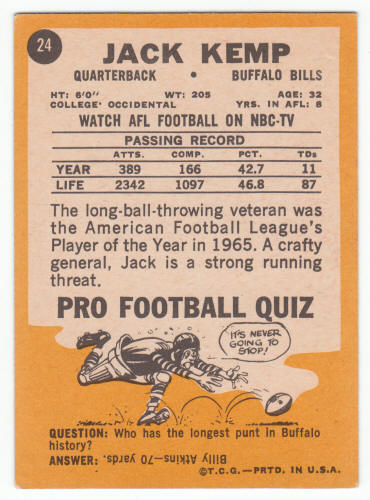 24
JACK KEMP
QUARTERBACK • BUFFALO BILLS
HT: 6'0" WT: 205 AGE: 32
COLLEGE: OCCIDENTAL YRS. IN AFL: 8
WATCH AFL FOOTBALL ON NBC-TV
PASSING RECORD
ATTS. COMP. PCT. TDs
YEAR 389 166 42.7 11
LIFE 2342 1097 46.8 87
The long-ball-throwing veteran was
the American Football League's
Player of the Year in 1965. A crafty
general, Jack is a strong running
threat.
PRO FOOTBALL QUIZ
IT'S NEVER
GOING TO
STOP!
QUESTION: Who has the longest punt in Buffalo
history?
ANSWER: Billy Atkins—70 yards.
©T.C.G.—PRTD. IN U.S.A.